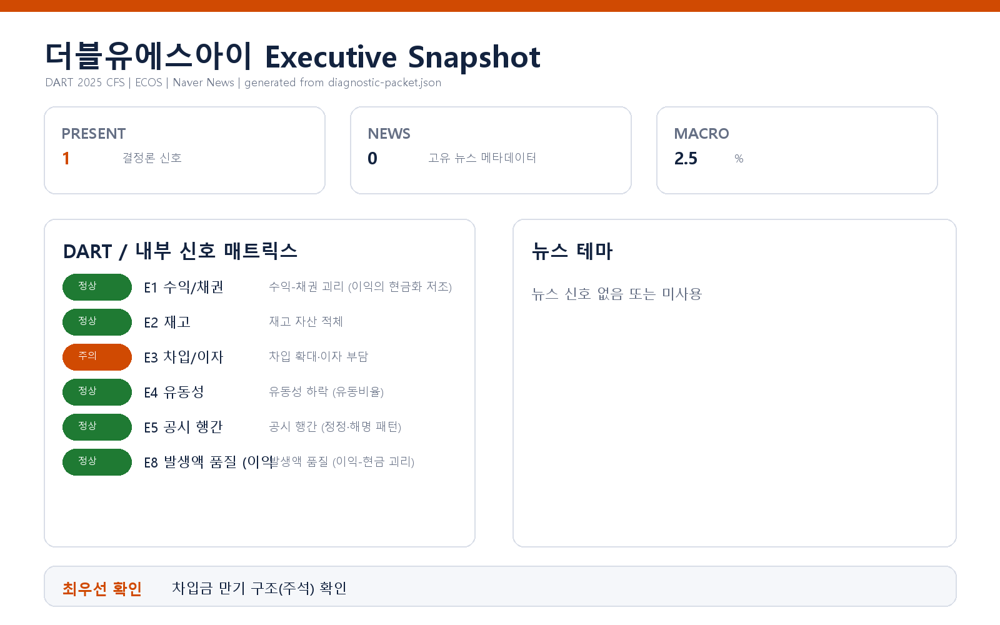 더블유에스아이 Executive Snapshot
DART 2025 CFS | ECOS | Naver News | generated from diagnostic-packet.json
PRESENT
1 결정론 신호
NEWS
0 고유 뉴스 메타데이터
MACRO
2.5 %
DART / 내부 신호 매트릭스
정상 E1 수익/채권 수익-채권 괴리 (이익의 현금화 저조)
정상 E2 재고 재고 자산 적체
주의 E3 차입/이자 차입 확대·이자 부담
정상 E4 유동성 유동성 하락 (유동비율)
정상 E5 공시 행간 공시 행간 (정정·해명 패턴)
정상 E8 발생액 품질 (이익 발생액 품질 (이익-현금 괴리)
뉴스 테마
뉴스 신호 없음 또는 미사용
최우선 확인 차입금 만기 구조(주석) 확인